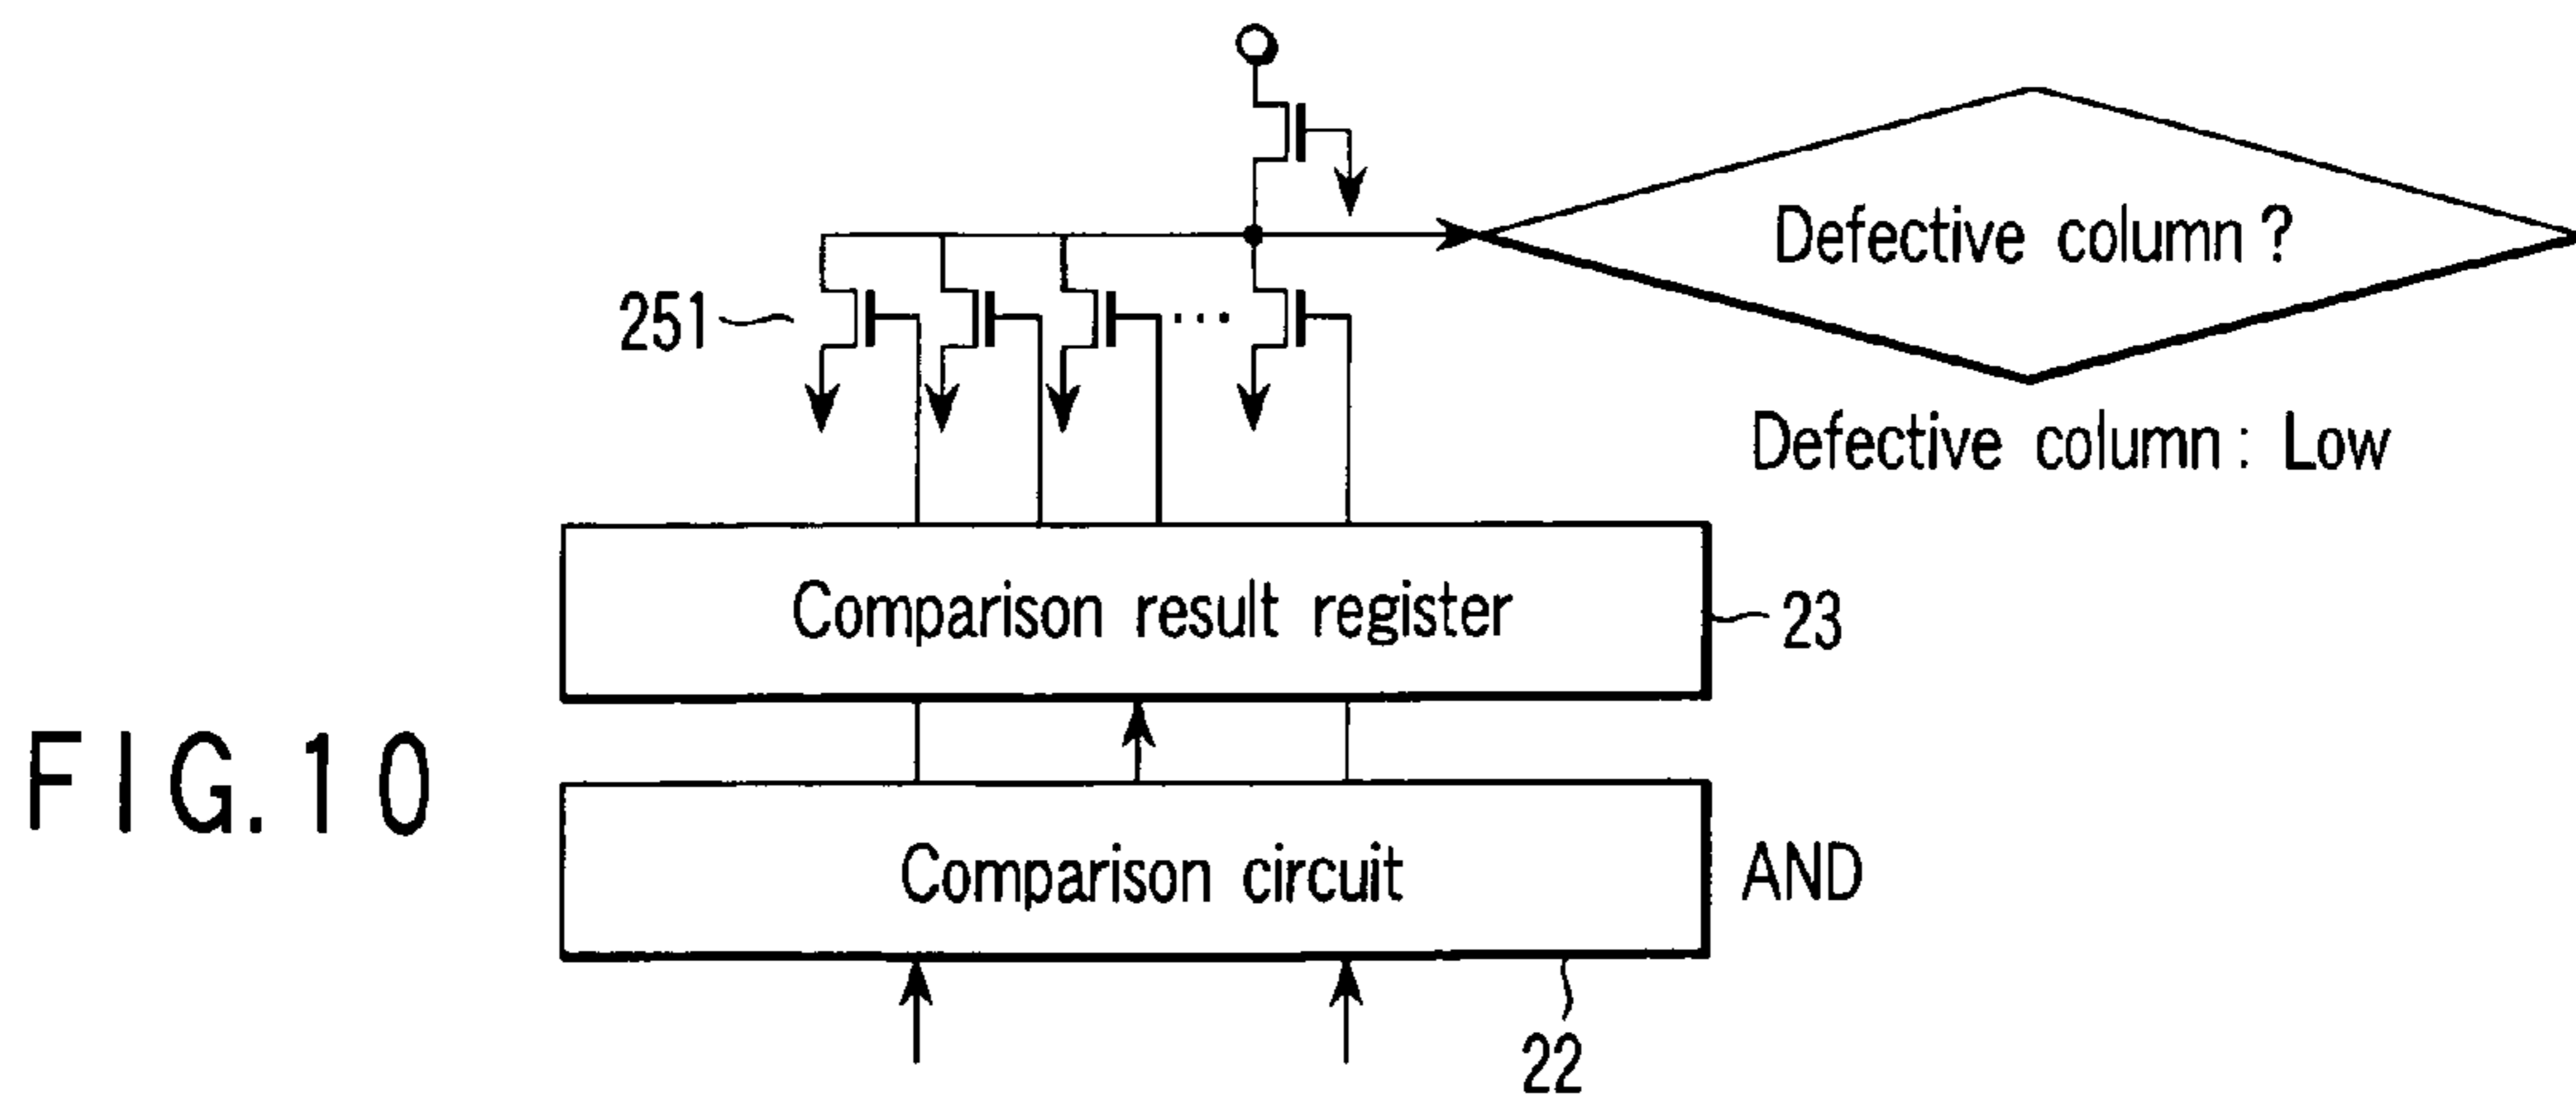 251
Defective column ?
Defective column : Low
Comparison result register
23
FIG. 10
Comparison circuit
AND
22